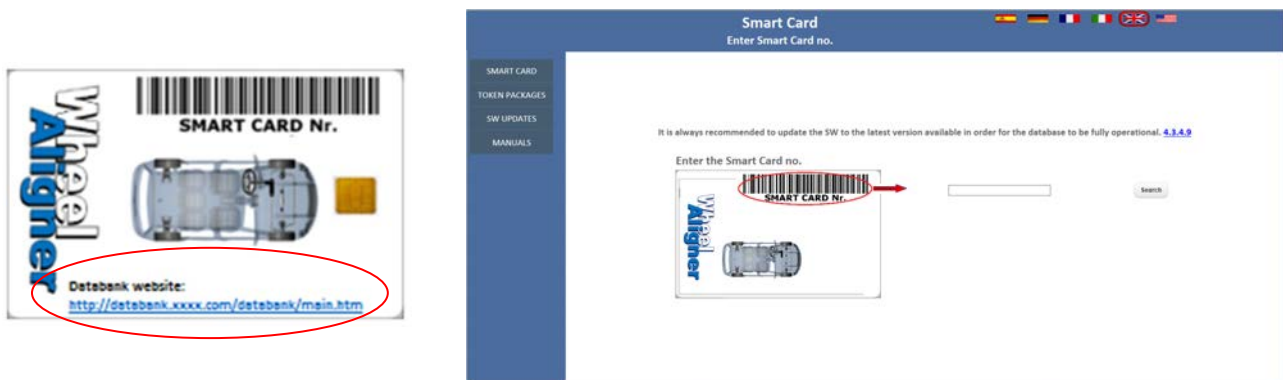 SMART CARD Nr.
Wheel
Aligner
Databank website:
http://databank.xxxx.com/databank/main.htm
Smart Card
Enter Smart Card no.
SMART CARD
TOKEN PACKAGES
SW UPDATES
MANUALS
It is always recommended to update the SW to the latest version available in order for the database to be fully operational. 4.3.4.9
Enter the Smart Card no.
SMART CARD Nr.
Wheel
Aligner
Search